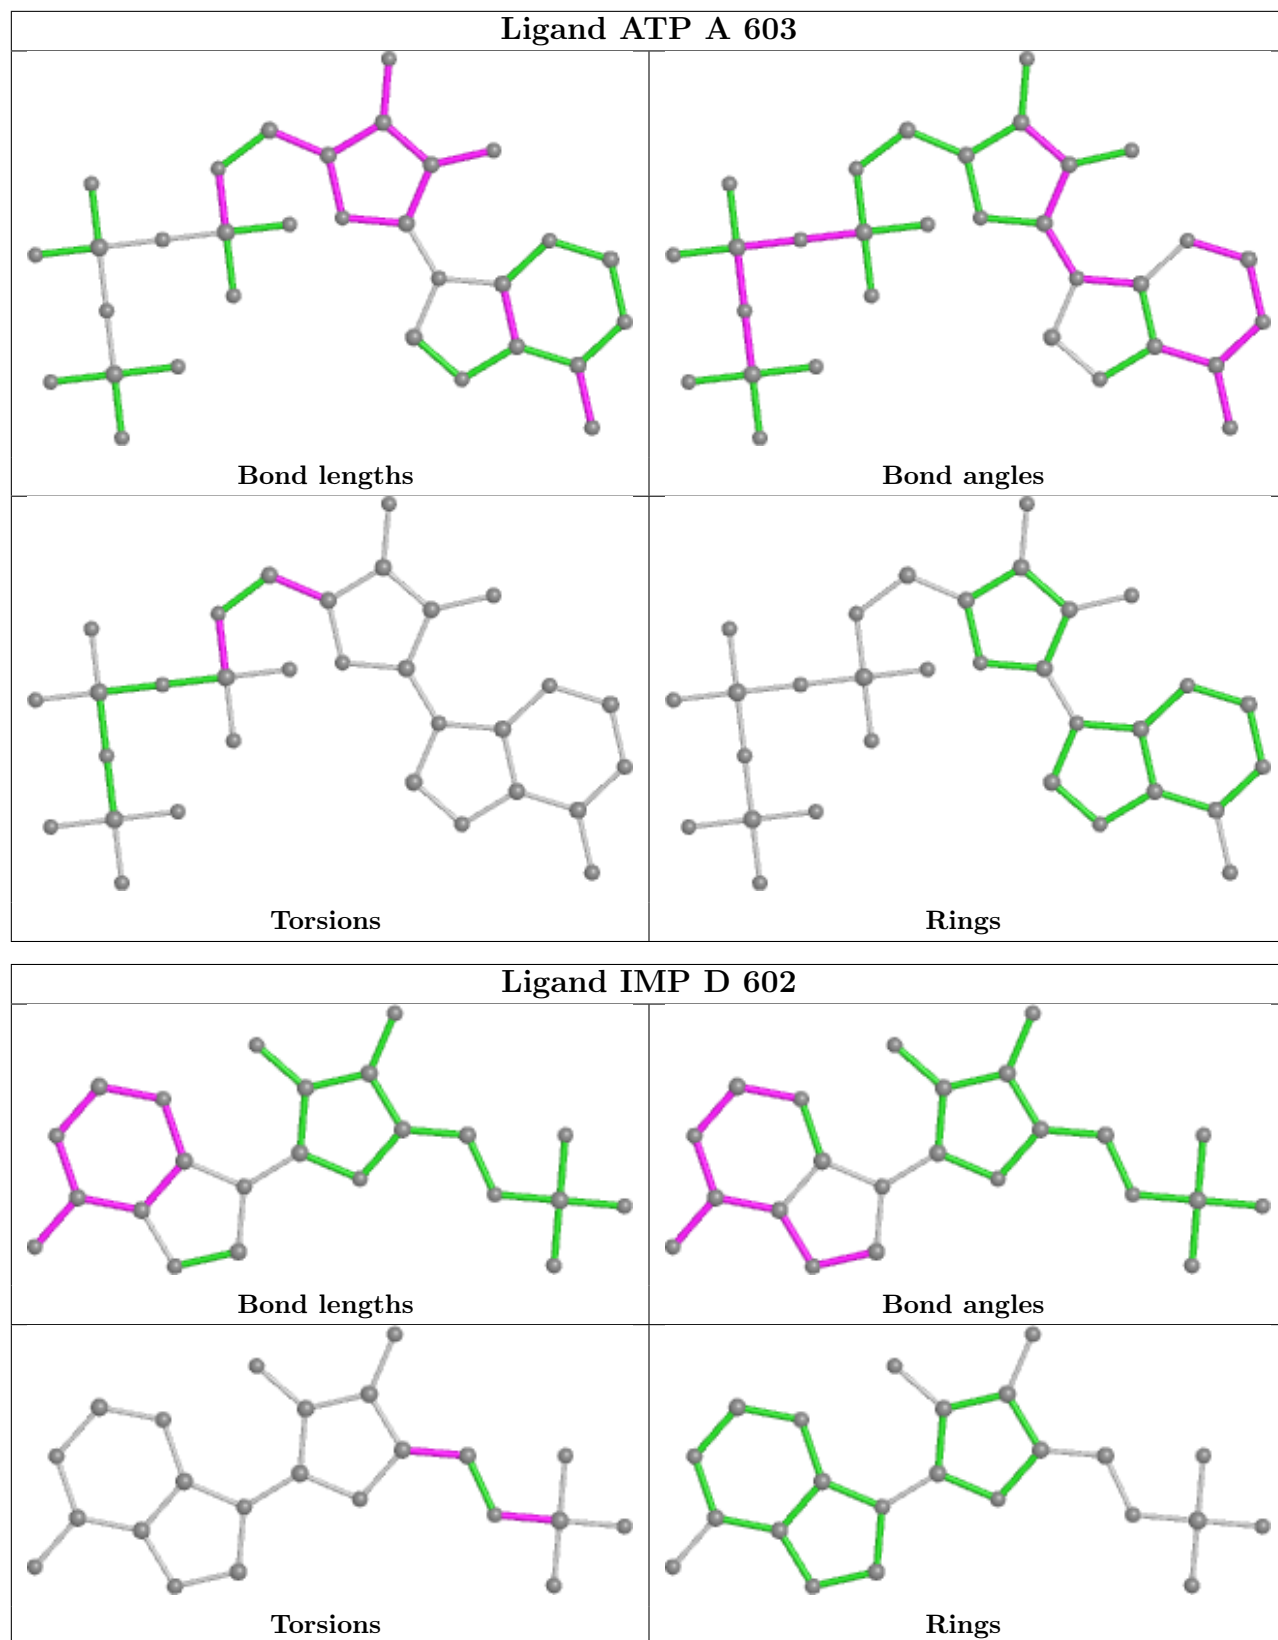 Ligand ATP A 603
Bond lengths
Bond angles
Torsions
Rings
Ligand IMP D 602
Bond lengths
Bond angles
Torsions
Rings